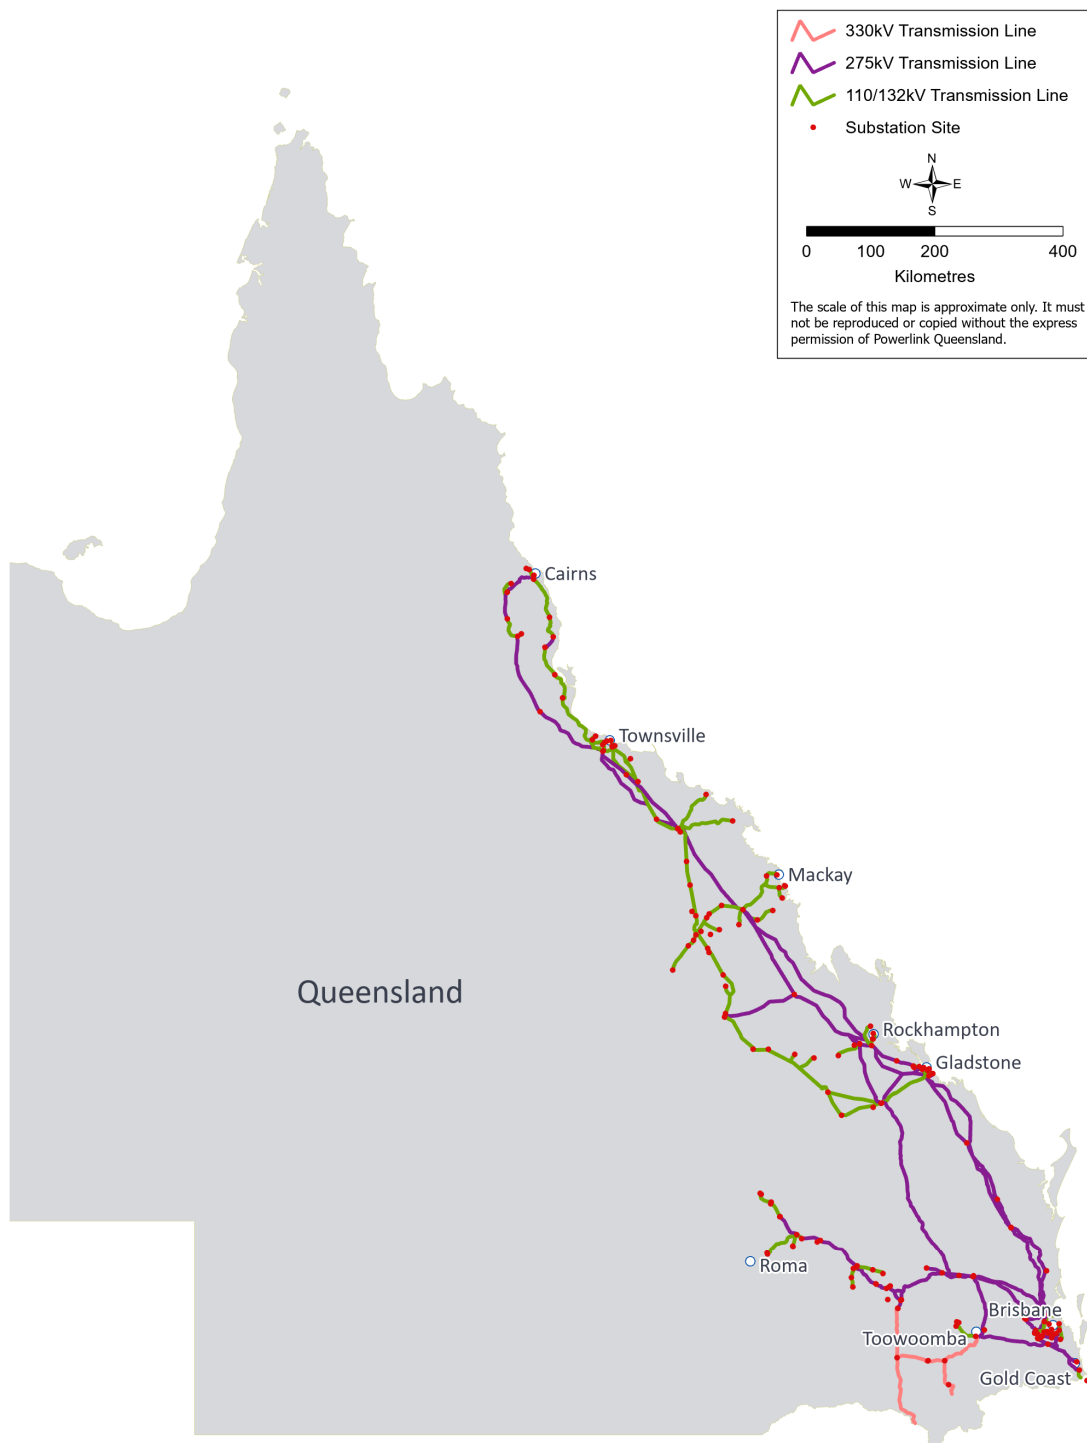 330kV Transmission Line
275kV Transmission Line
110/132kV Transmission Line
Substation Site
N
W E
S
0 100 200 400
Kilometres
The scale of this map is approximate only. It must
not be reproduced or copied without the express
permission of Powerlink Queensland.
Cairns
Townsville
Mackay
Queensland
Rockhampton
Gladstone
Roma
Brisbane
Toowoomba
Gold Coast